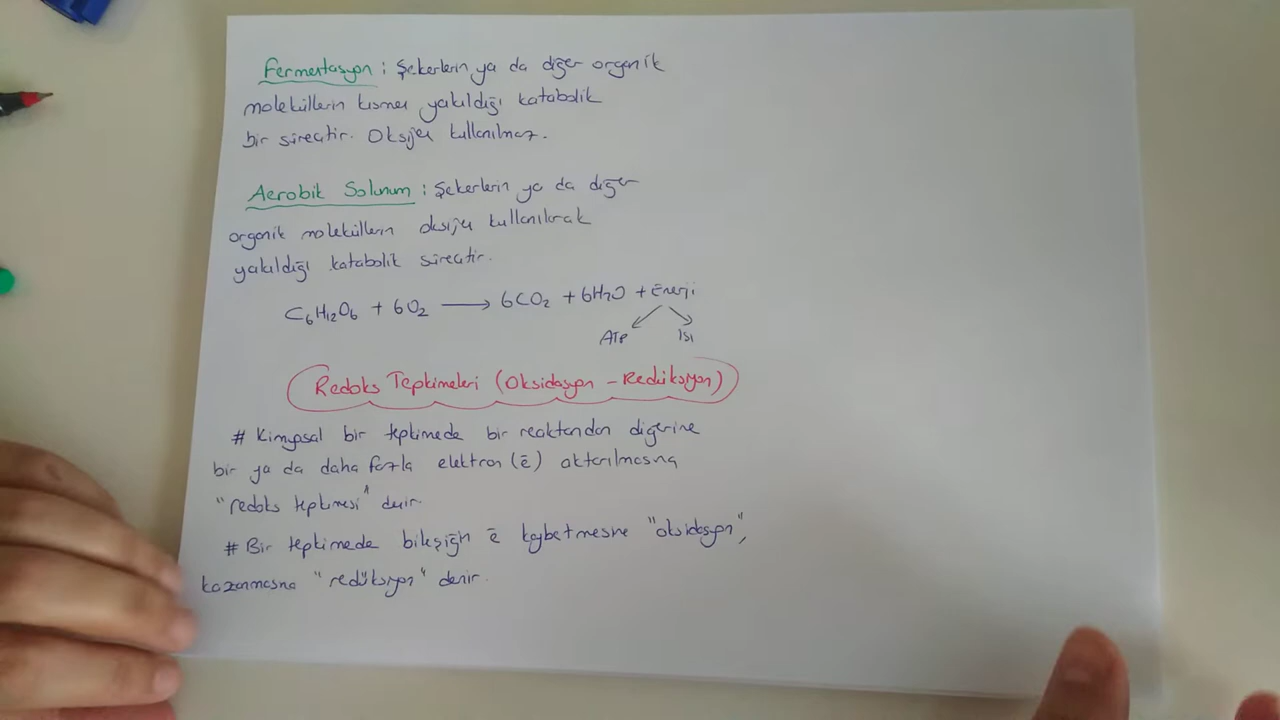 Fermentasyon : Şekerlerin ya da diğer organik
moleküllerin kısmen yakıldığı katabolik
bir süreçtir. Oksijen kullanılmaz.
Aerobik Solunum : Şekerlerin ya da diğer
organik moleküllerin oksijen kullanılarak
yakıldığı katabolik süreçtir.
C₆H₁₂O₆ + 6O₂ → 6CO₂ + 6H₂O + Enerji
ATP Isı
Redoks Tepkimeleri (Oksidasyon - Redüksiyon)
# Kimyasal bir tepkimede bir reaktandan diğerine
bir ya da daha fazla elektron (ē) aktarılmasına
"redoks tepkimesi" denir.
# Bir tepkimede bileşiğin ē kaybetmesine "oksidasyon",
kazanmasına "redüksiyon" denir.